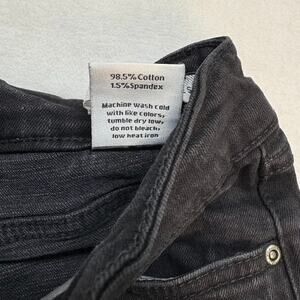 98.5% Cotton
1.5% Spandex
Machine wash cold
with like colors,
tumble dry low,
do not bleach,
low heat iron